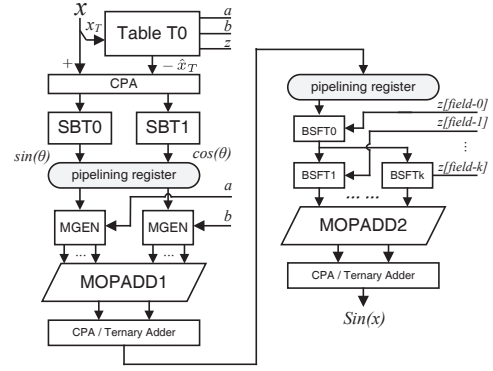 x
x_T
Table T0
a
b
z
+
− x̂_T
CPA
SBT0
SBT1
sin(θ)
cos(θ)
pipelining register
a
MGEN
MGEN
b
...
...
MOPADD1
CPA / Ternary Adder
pipelining register
z[field-0]
BSFT0
z[field-1]
...
BSFT1
BSFTk
z[field-k]
... ...
MOPADD2
CPA / Ternary Adder
Sin(x)